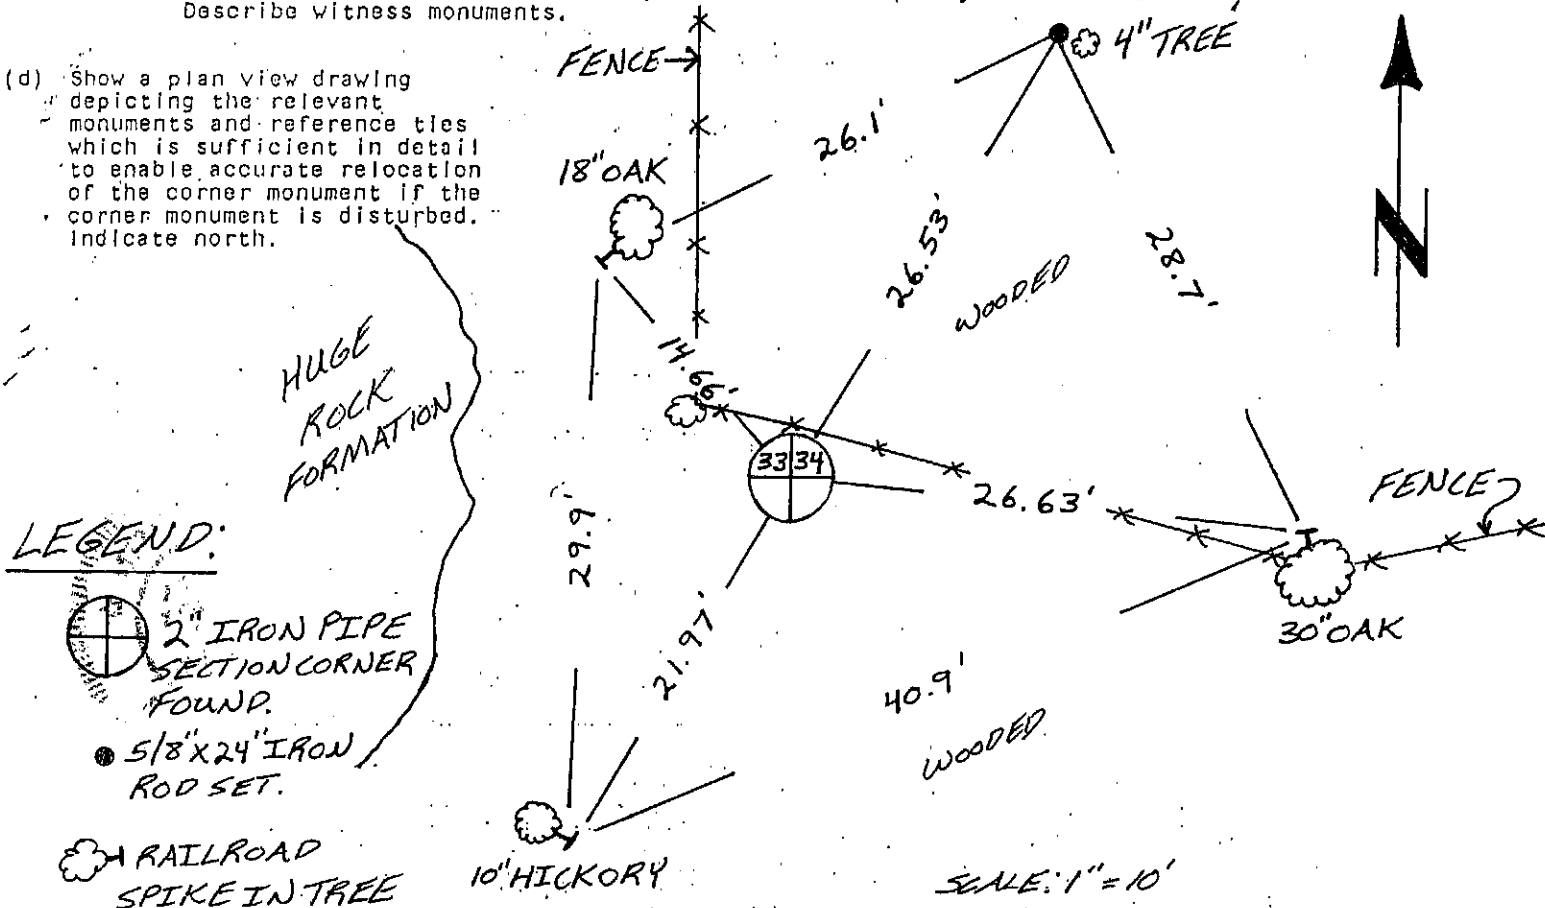 Describe witness monuments.
(d) Show a plan view drawing
depicting the relevant
monuments and reference ties
which is sufficient in detail
to enable accurate relocation
of the corner monument if the
corner monument is disturbed.
Indicate north.
FENCE
4" TREE
18" OAK
26.1'
26.53'
WOODED
28.7'
N
HUGE
ROCK
FORMATION
14.66'
33 34
26.63'
FENCE
29.9'
30" OAK
LEGEND:
2" IRON PIPE
SECTION CORNER
FOUND.
21.97'
40.9'
WOODED
5/8" X 24" IRON
ROD SET.
RAILROAD
SPIKE IN TREE
10" HICKORY
SCALE: 1" = 10'